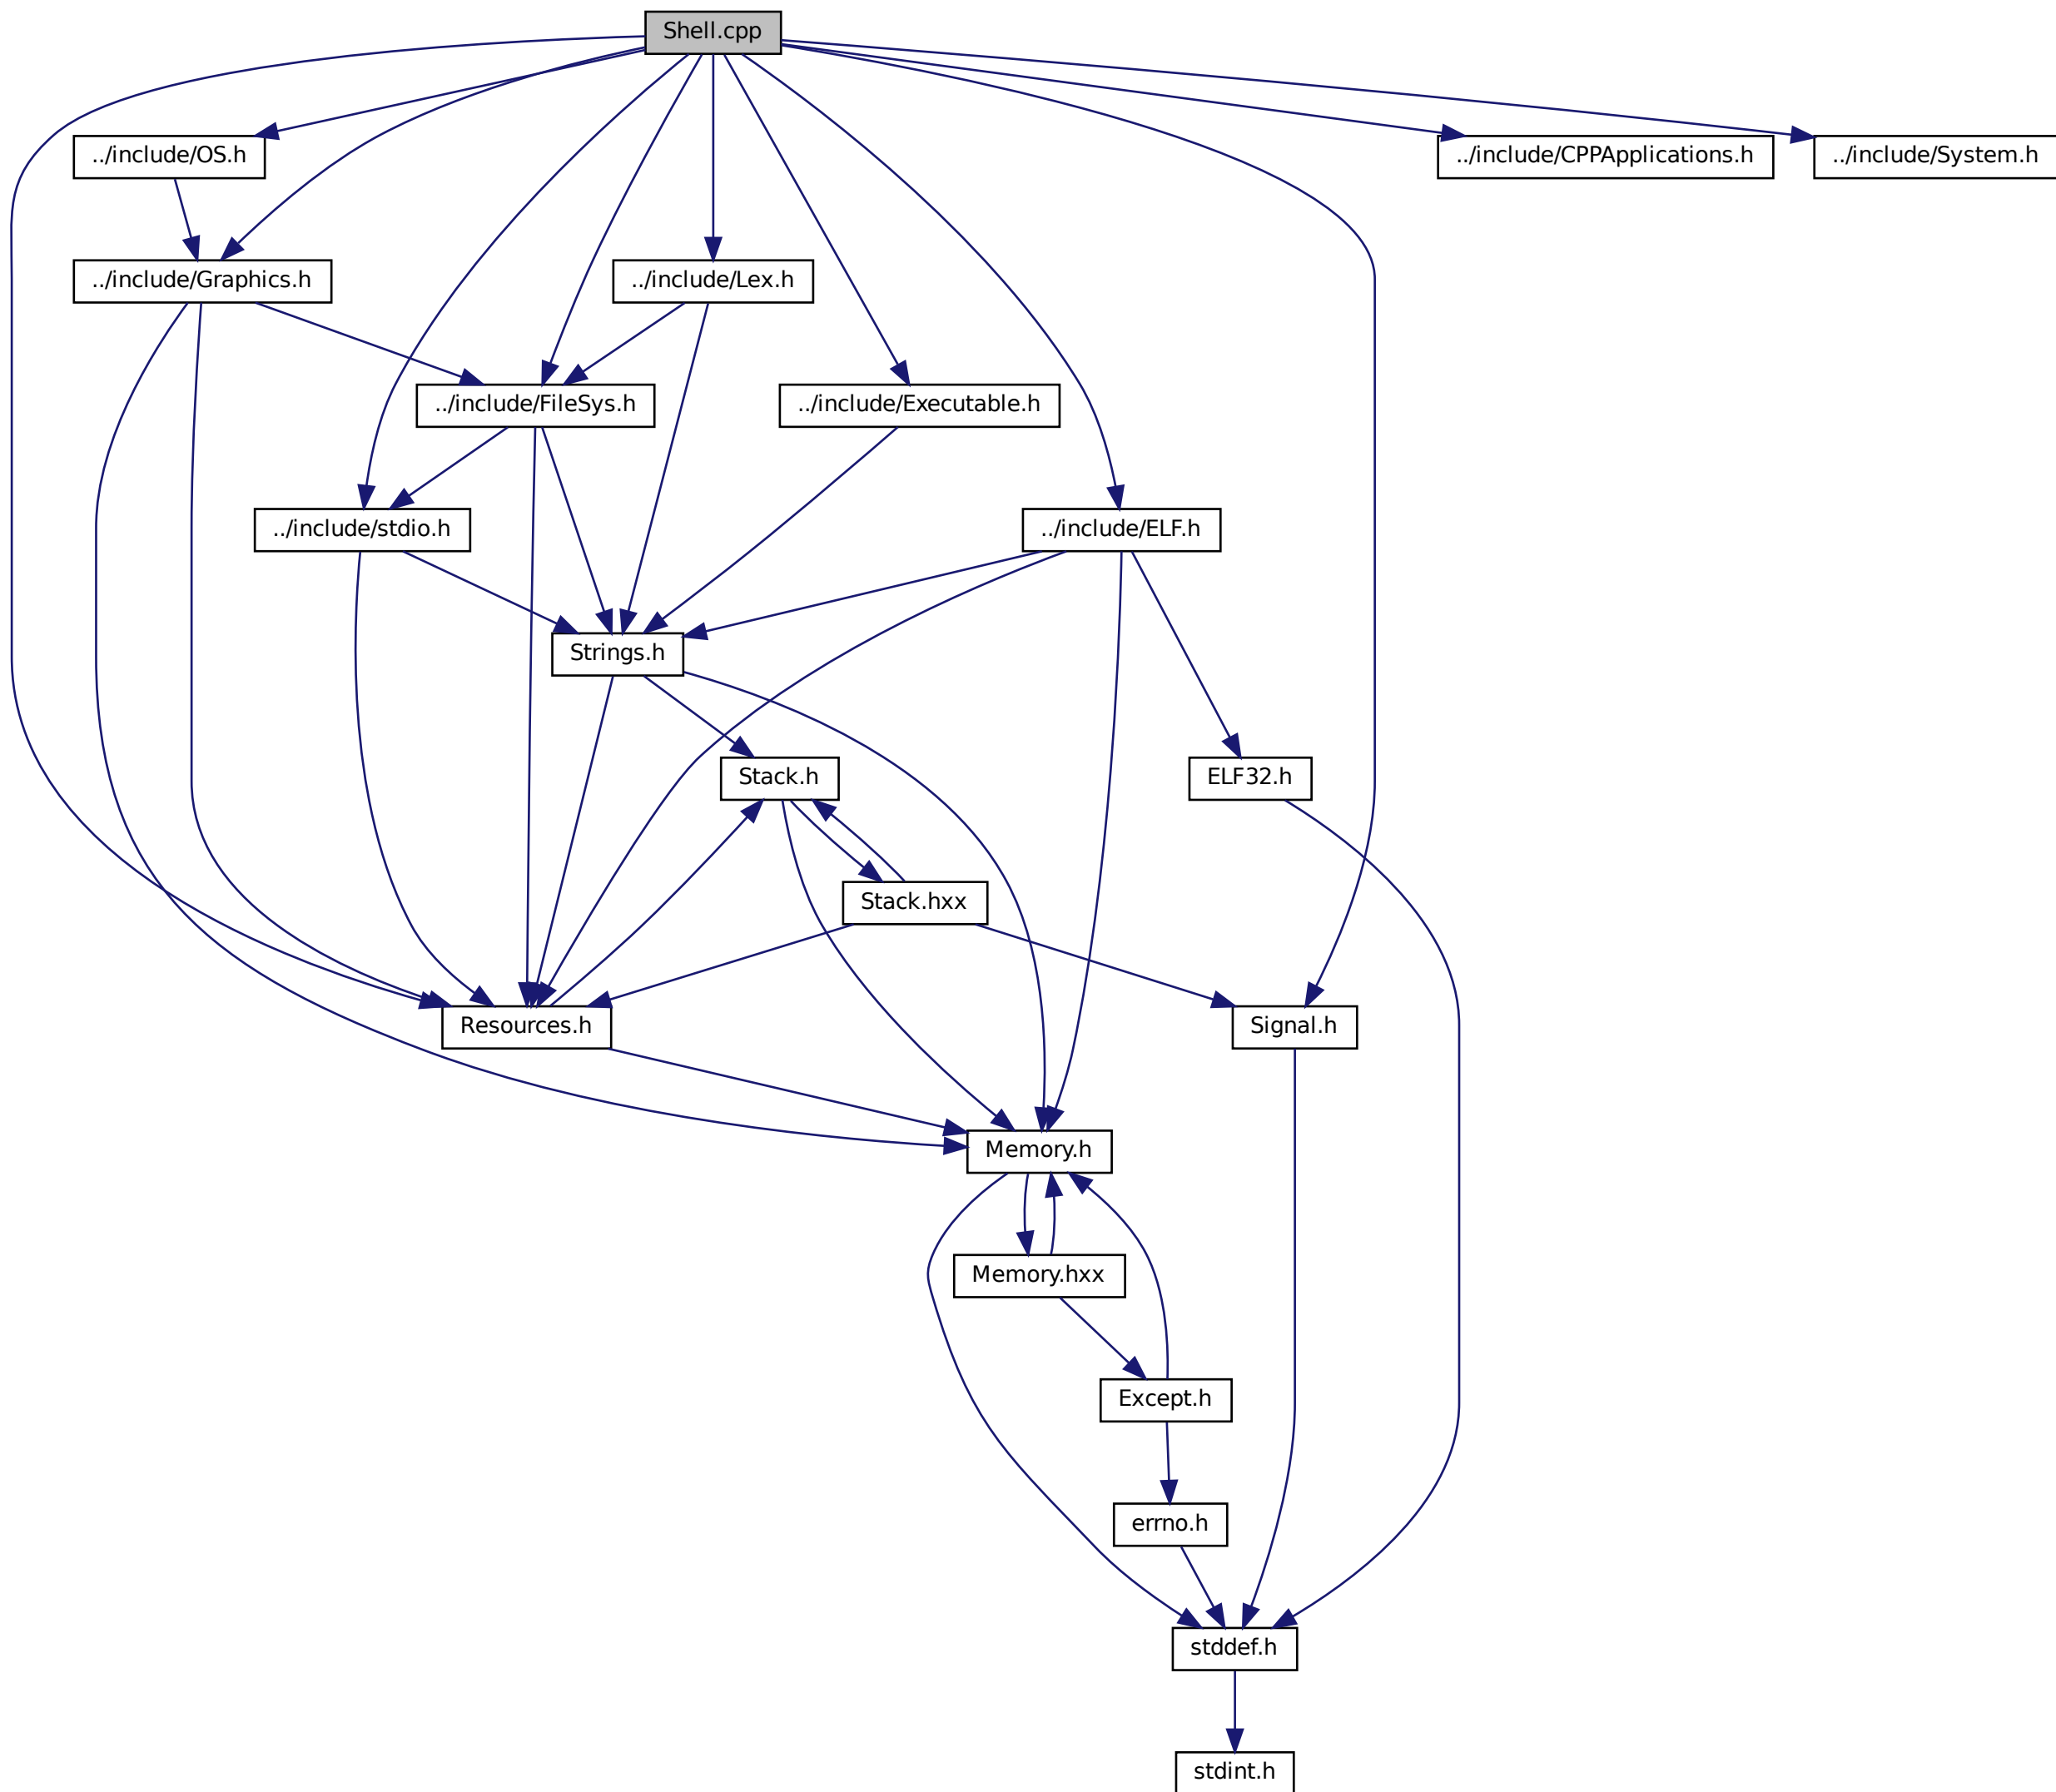 Shell.cpp
../include/OS.h
../include/CPPApplications.h
../include/System.h
../include/Graphics.h
../include/Lex.h
../include/FileSys.h
../include/Executable.h
../include/stdio.h
../include/ELF.h
Strings.h
Stack.h
ELF32.h
Stack.hxx
Resources.h
Signal.h
Memory.h
Memory.hxx
Except.h
errno.h
stddef.h
stdint.h